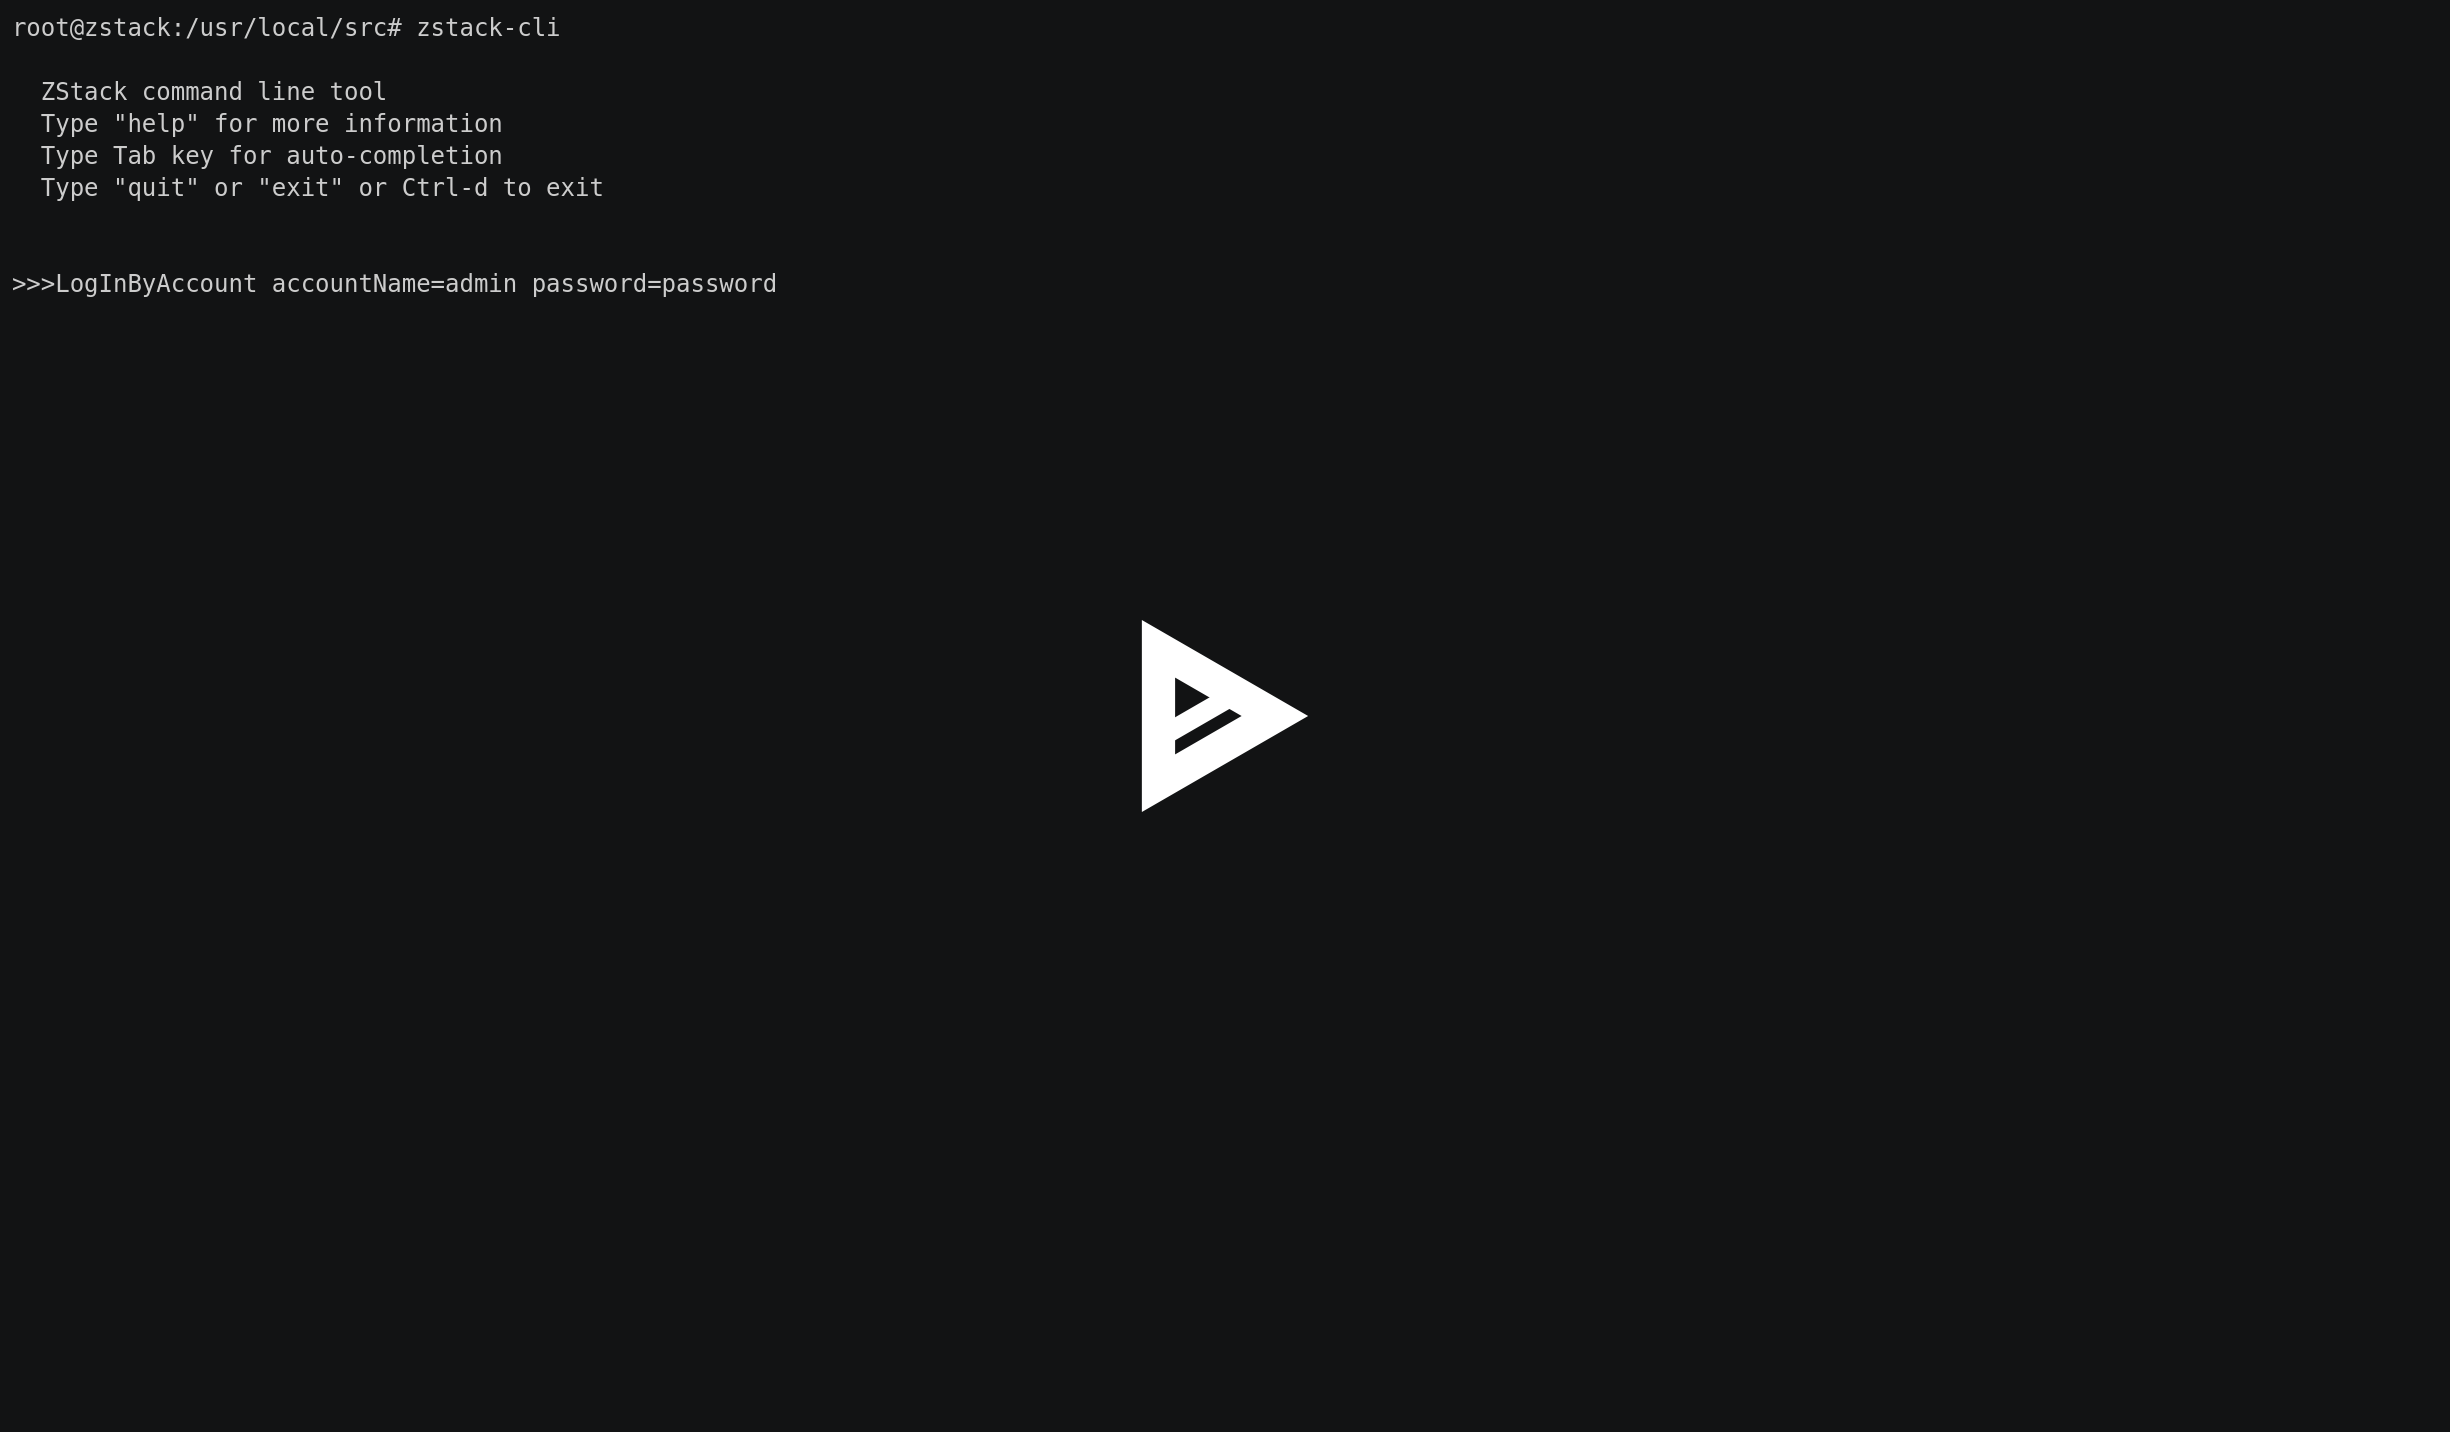 root@zstack:/usr/local/src# zstack-cli
ZStack command line tool
Type "help" for more information
Type Tab key for auto-completion
Type "quit" or "exit" or Ctrl-d to exit
>>>LogInByAccount accountName=admin password=password